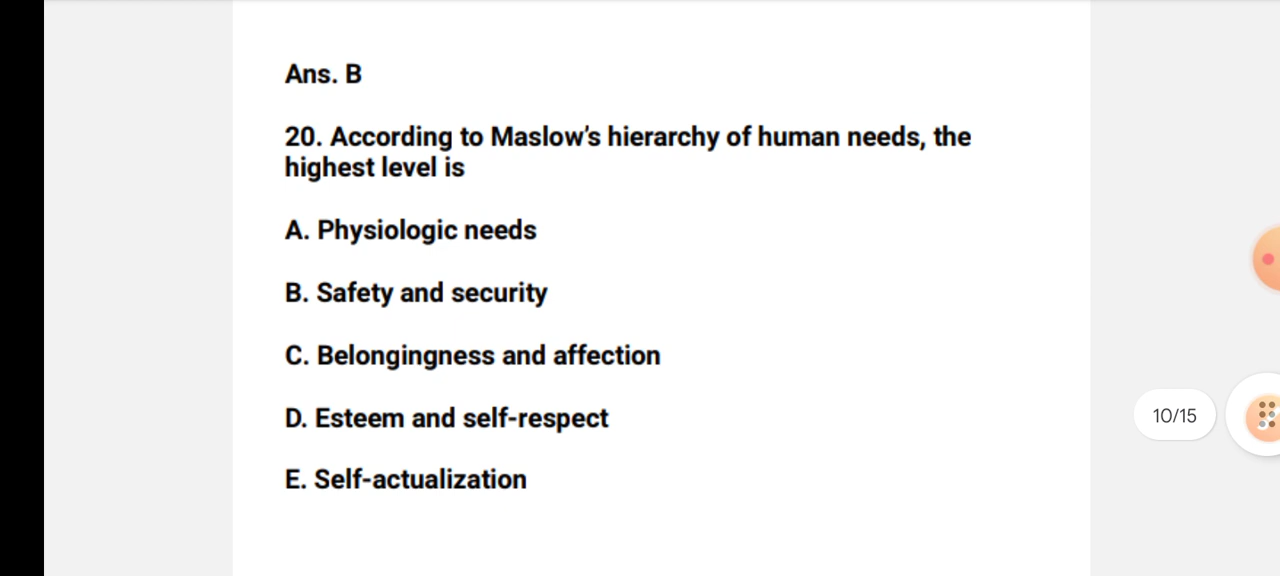 Ans. B
20. According to Maslow’s hierarchy of human needs, the
highest level is
A. Physiologic needs
B. Safety and security
C. Belongingness and affection
D. Esteem and self-respect
10/15
E. Self-actualization